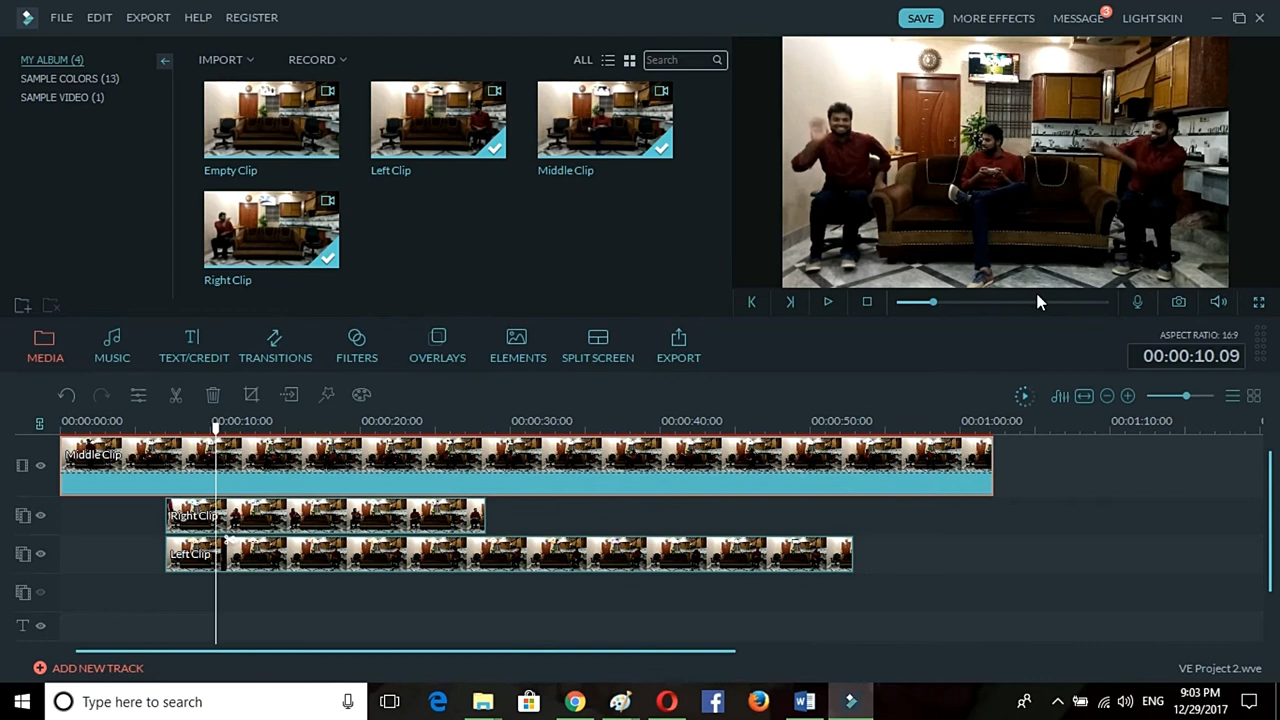 FILE EDIT EXPORT HELP REGISTER SAVE MORE EFFECTS MESSAGE 3 LIGHT SKIN
MY ALBUM (4)
SAMPLE COLORS (13)
SAMPLE VIDEO (1)
IMPORT RECORD ALL Search
Empty Clip Left Clip Middle Clip
Right Clip
MEDIA MUSIC TEXT/CREDIT TRANSITIONS FILTERS OVERLAYS ELEMENTS SPLIT SCREEN EXPORT
ASPECT RATIO: 16:9
00:00:10.09
00:00:00:00 00:00:10:00 00:00:20:00 00:00:30:00 00:00:40:00 00:00:50:00 00:01:00:00 00:01:10:00
Middle Clip
Right Clip
Left Clip
ADD NEW TRACK VE Project 2.wve
Type here to search ENG 9:03 PM
12/29/2017